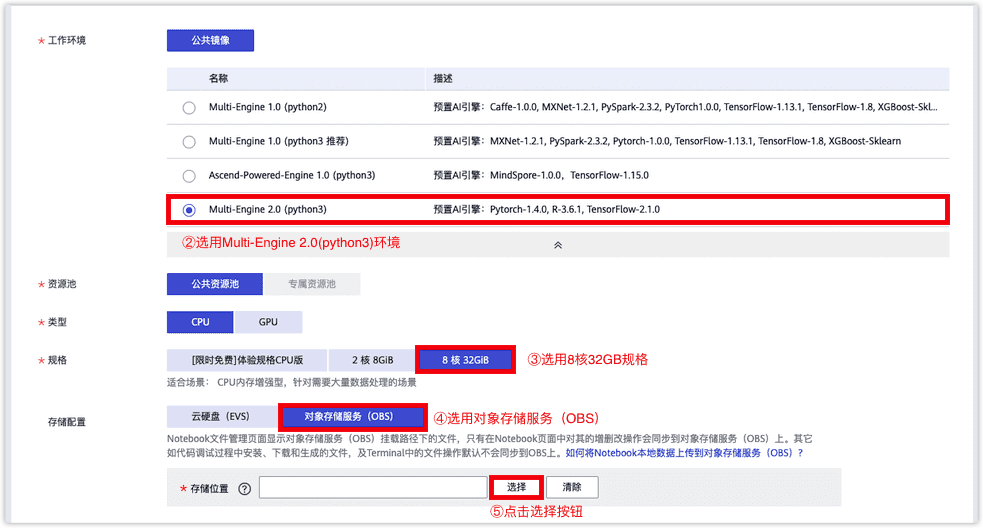 * 工作环境 公共镜像
名称 描述
Multi-Engine 1.0 (python2) 预置AI引擎：Caffe-1.0.0, MXNet-1.2.1, PySpark-2.3.2, PyTorch1.0.0, TensorFlow-1.13.1, TensorFlow-1.8, XGBoost-Skl...
Multi-Engine 1.0 (python3 推荐) 预置AI引擎：MXNet-1.2.1, PySpark-2.3.2, Pytorch-1.0.0, TensorFlow-1.13.1, TensorFlow-1.8, XGBoost-Sklearn
Ascend-Powered-Engine 1.0 (python3) 预置AI引擎：MindSpore-1.0.0，TensorFlow-1.15.0
Multi-Engine 2.0 (python3) 预置AI引擎：Pytorch-1.4.0, R-3.6.1, TensorFlow-2.1.0
②选用Multi-Engine 2.0(python3)环境
* 资源池 公共资源池 专属资源池
* 类型 CPU GPU
* 规格 [限时免费]体验规格CPU版 2 核 8GiB 8 核 32GiB ③选用8核32GB规格
适合场景： CPU内存增强型，针对需要大量数据处理的场景
存储配置 云硬盘（EVS） 对象存储服务（OBS） ④选用对象存储服务（OBS）
Notebook文件管理页面显示对象存储服务（OBS）挂载路径下的文件，只有在Notebook页面中对其的增删改操作会同步到对象存储服务（OBS）上。其它
如代码调试过程中安装、下载和生成的文件，及Terminal中的文件操作默认不会同步到OBS上。如何将Notebook本地数据上传到对象存储服务（OBS）？
* 存储位置 ? 选择 清除
⑤点击选择按钮